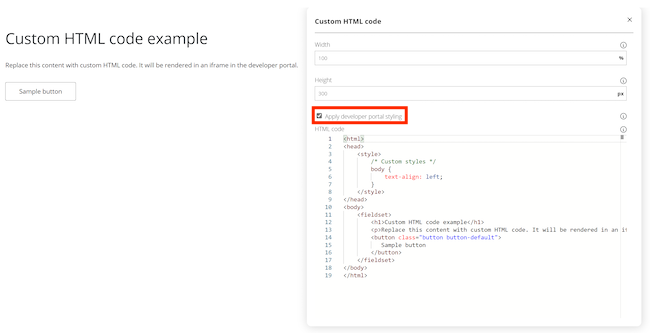 Custom HTML code example
Replace this content with custom HTML code. It will be rendered in an iframe in the developer portal.
Sample button
Custom HTML code
Width
100
%
Height
300
px
Apply developer portal styling
HTML code
1 <html>
2 <head>
3 <style>
4 /* Custom styles */
5 body {
6 text-align: left;
7 }
8 </style>
9 </head>
10 <body>
11 <fieldset>
12 <h1>Custom HTML code example</h1>
13 <p>Replace this content with custom HTML code. It will be rendered in an if
14 <button class="button button-default">
15 Sample button
16 </button>
17 </fieldset>
18 </body>
19 </html>